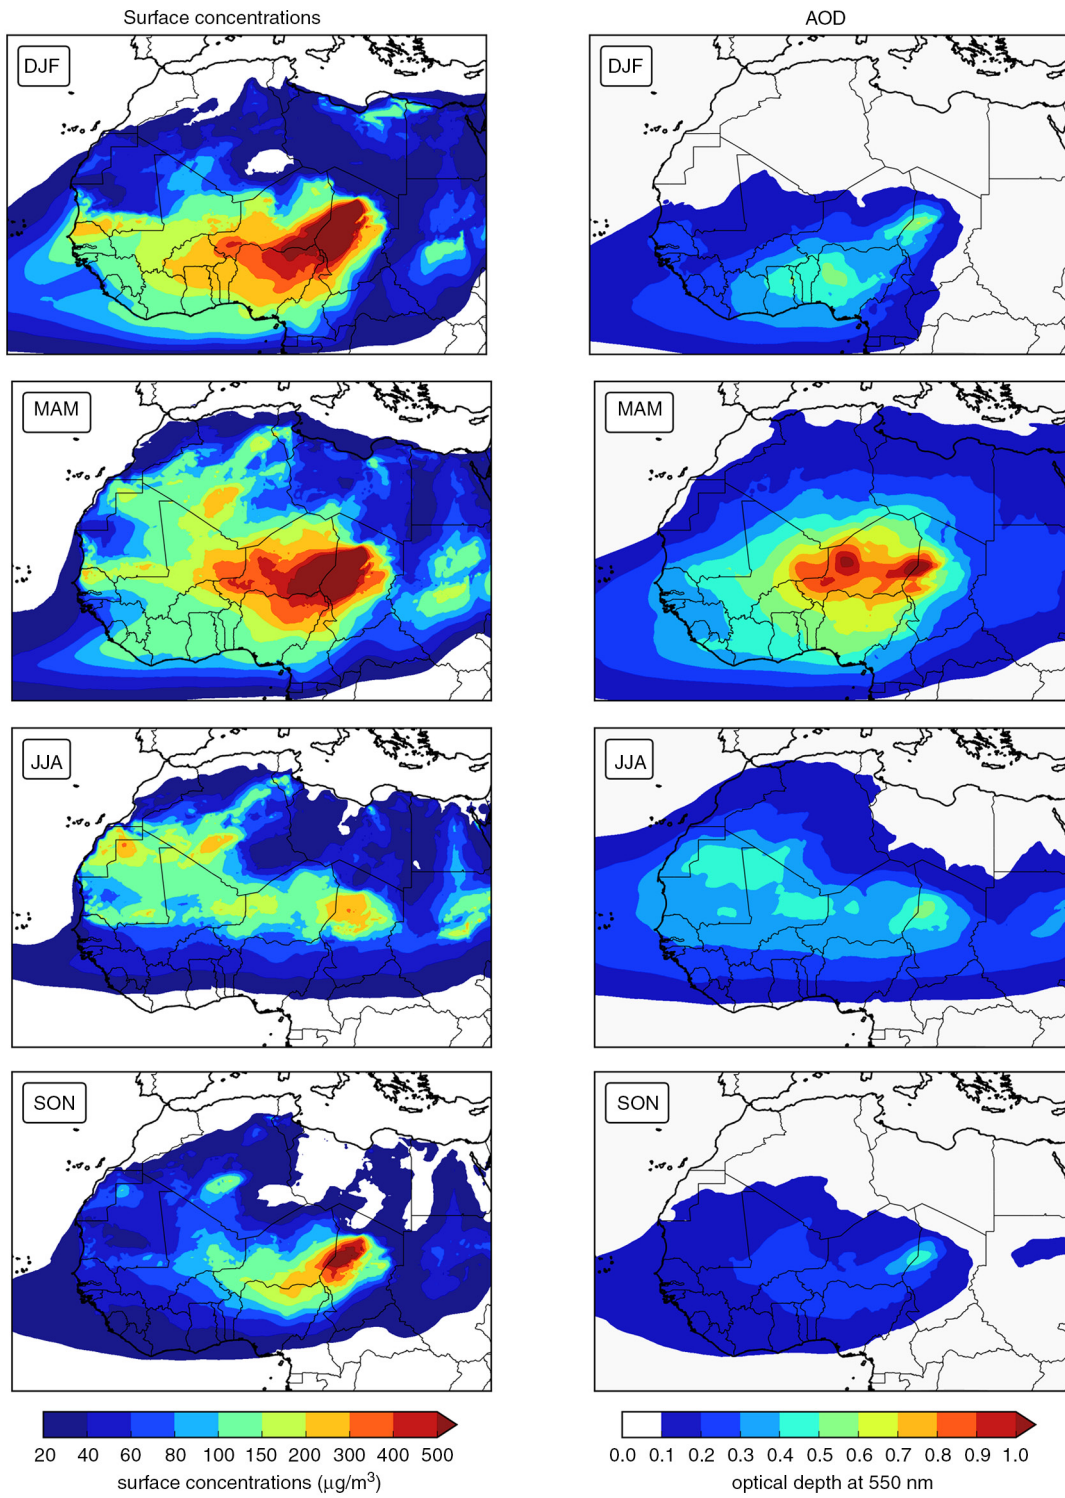 Surface concentrations
AOD
DJF
DJF
MAM
MAM
JJA
JJA
SON
SON
20 40 60 80 100 150 200 300 400 500
surface concentrations (μg/m³)
0.0 0.1 0.2 0.3 0.4 0.5 0.6 0.7 0.8 0.9 1.0
optical depth at 550 nm